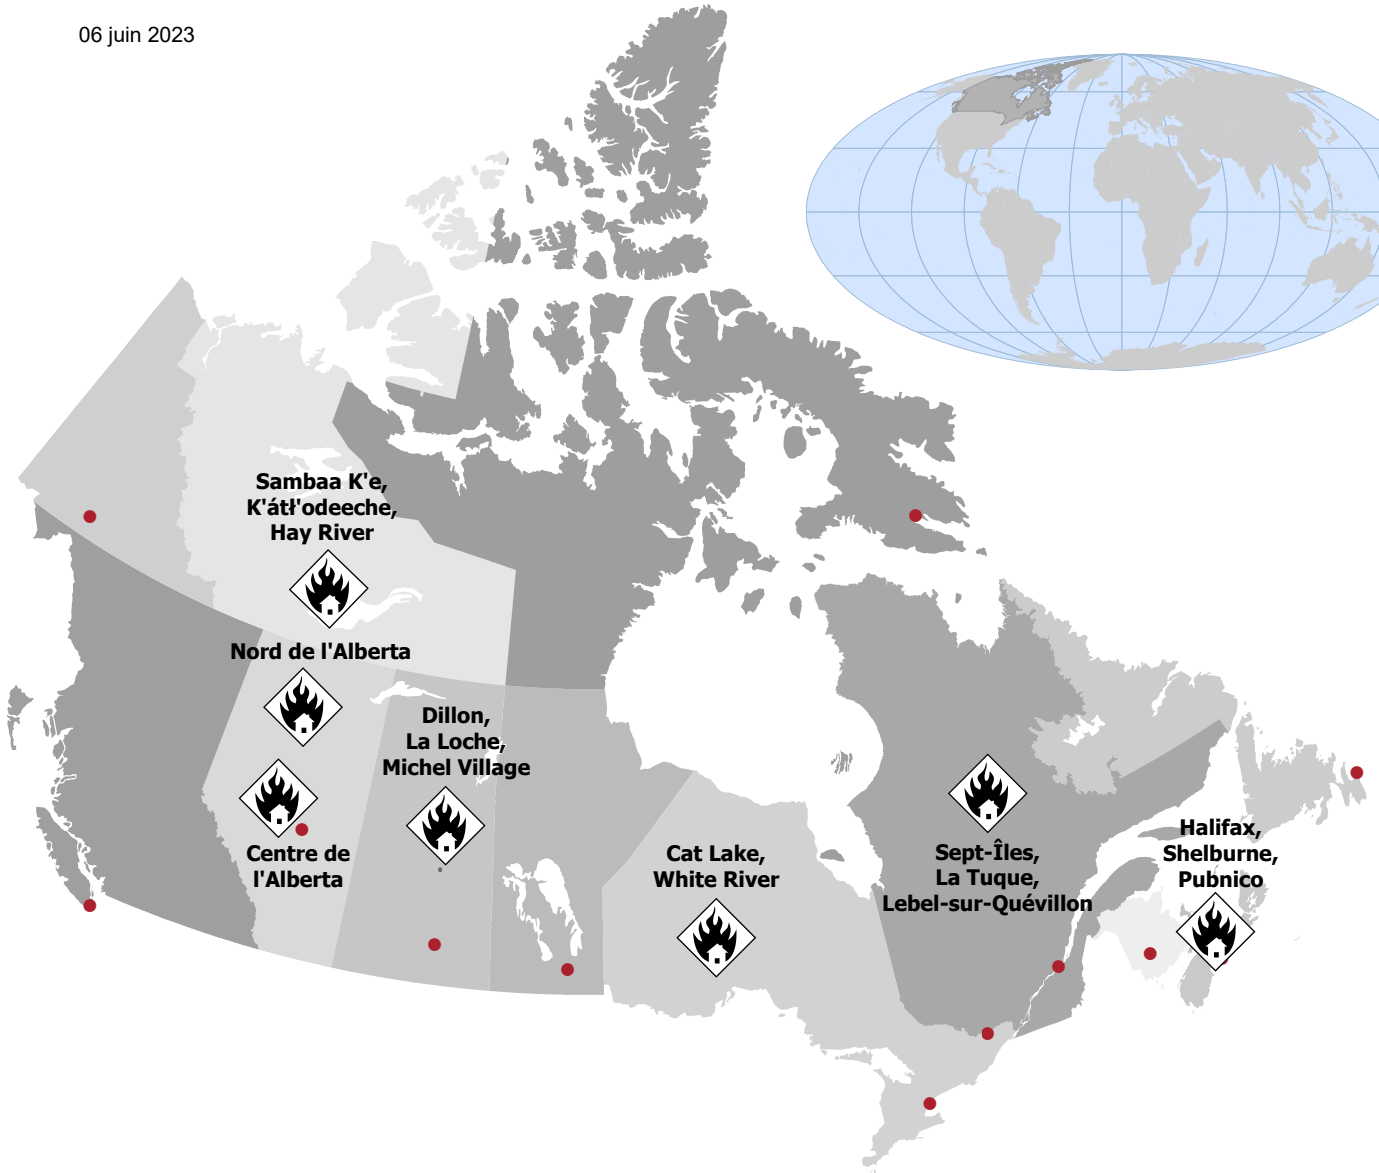 06 juin 2023
Sambaa K'e,
K'átł'odeeche,
Hay River
Nord de l'Alberta
Dillon,
La Loche,
Michel Village
Centre de
l'Alberta
Cat Lake,
White River
Sept-Îles,
La Tuque,
Lebel-sur-Quévillon
Halifax,
Shelburne,
Pubnico